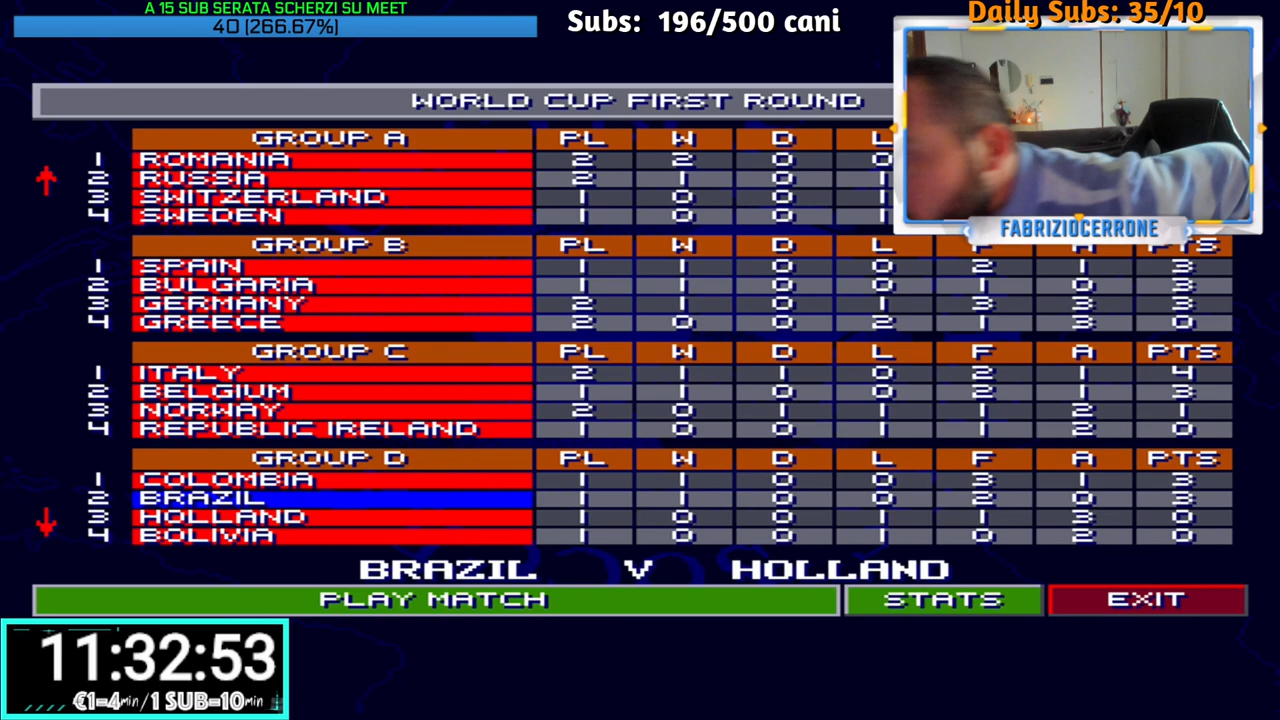 A 15 SUB SERATA SCHERZI SU MEET
40 (266.67%)
Subs: 196/500 cani
Daily Subs: 35/10
FABRIZIOCERRONE
WORLD CUP FIRST ROUND
GROUP A PL W D L
1 ROMANIA 2 2 0 0
2 RUSSIA 2 1 0 1
3 SWITZERLAND 1 0 0 1
4 SWEDEN 1 0 0 1
GROUP B PL W D L F A PTS
1 SPAIN 1 1 0 0 2 1 3
2 BULGARIA 1 1 0 0 1 0 3
3 GERMANY 2 1 0 1 3 3 3
4 GREECE 2 0 0 2 1 3 0
GROUP C PL W D L F A PTS
1 ITALY 2 1 1 0 2 1 4
2 BELGIUM 1 1 0 0 2 1 3
3 NORWAY 2 0 1 1 1 2 1
4 REPUBLIC IRELAND 1 0 0 1 1 2 0
GROUP D PL W D L F A PTS
1 COLOMBIA 1 1 0 0 3 1 3
2 BRAZIL 1 1 0 0 2 0 3
3 HOLLAND 1 0 0 1 1 3 0
4 BOLIVIA 1 0 0 1 0 2 0
BRAZIL V HOLLAND
PLAY MATCH STATS EXIT
11:32:53
€1=4min/1 SUB=10min